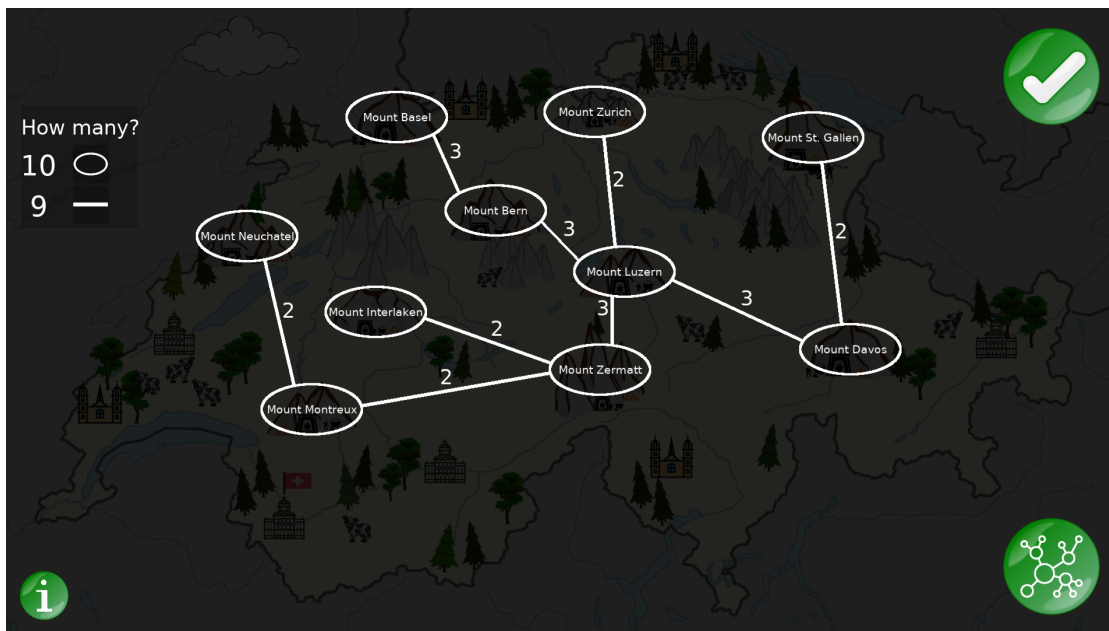 How many?
10
9
Mount Basel
Mount Zurich
Mount St. Gallen
3
2
Mount Bern
3
2
Mount Neuchatel
Mount Luzern
2
Mount Interlaken
2
3
3
Mount Davos
Mount Zermatt
2
Mount Montreux
i